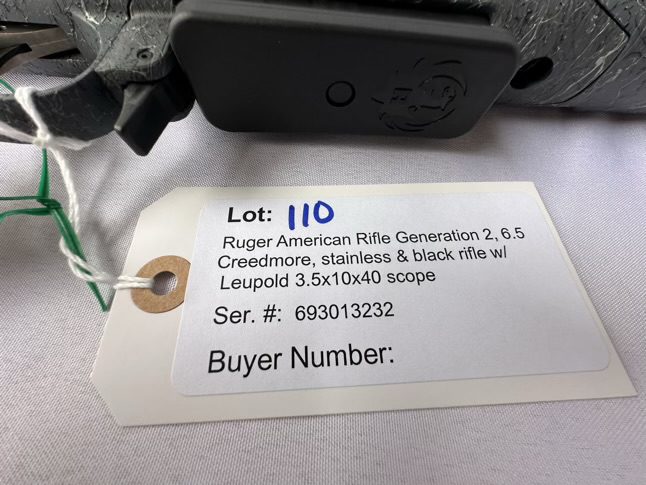 Lot: 110
Ruger American Rifle Generation 2, 6.5
Creedmore, stainless & black rifle w/
Leupold 3.5x10x40 scope
Ser. #: 693013232
Buyer Number: